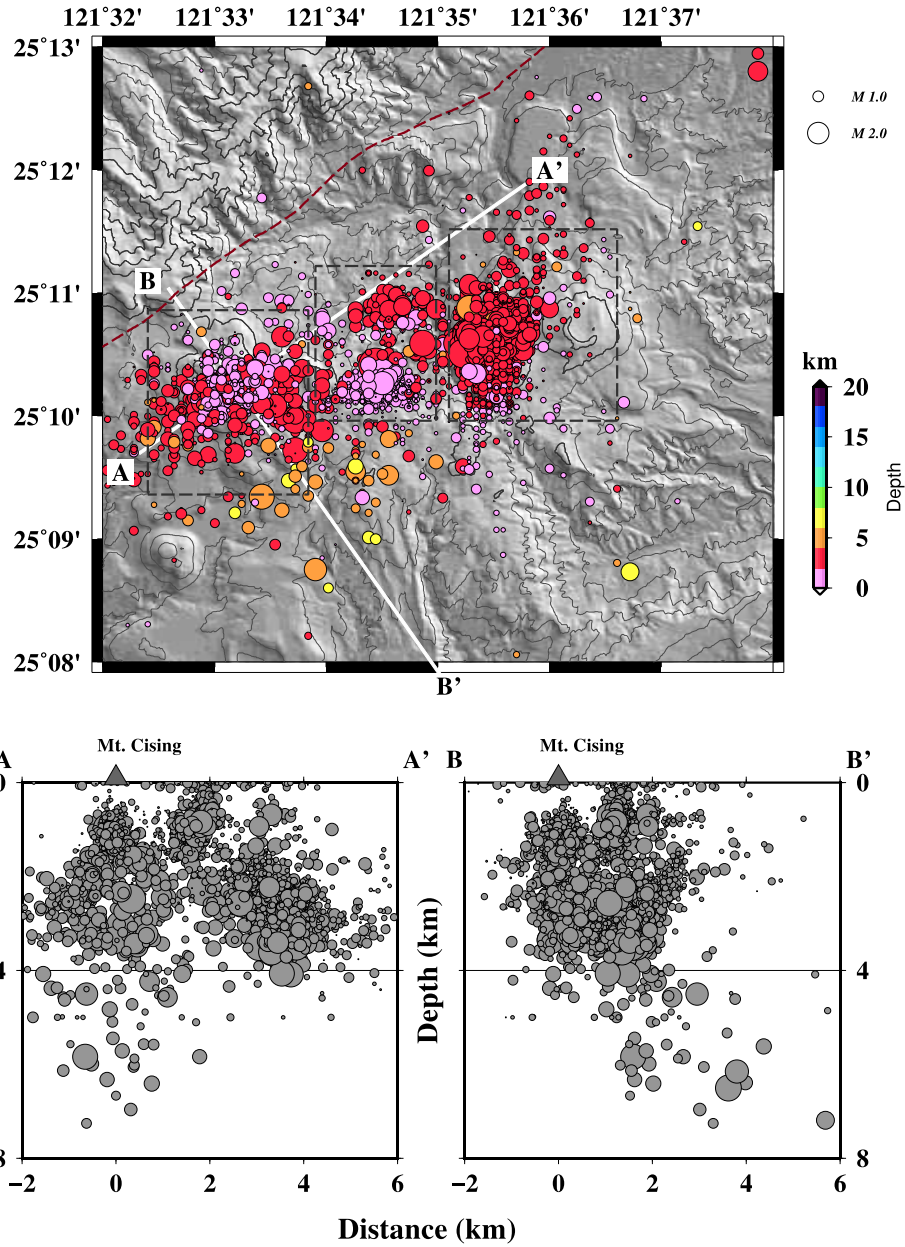 121˚32' 121˚33' 121˚34' 121˚35' 121˚36' 121˚37'
25˚13'
25˚12'
25˚11'
25˚10'
25˚09'
25˚08'
M 1.0
M 2.0
A'
B
A
B'
km
20
15
10
5
0
Depth
Mt. Cising Mt. Cising
A A' B B'
0 0
4 4
8 8
Depth (km)
0 2 4 6 −2 0 2 4 6
Distance (km)